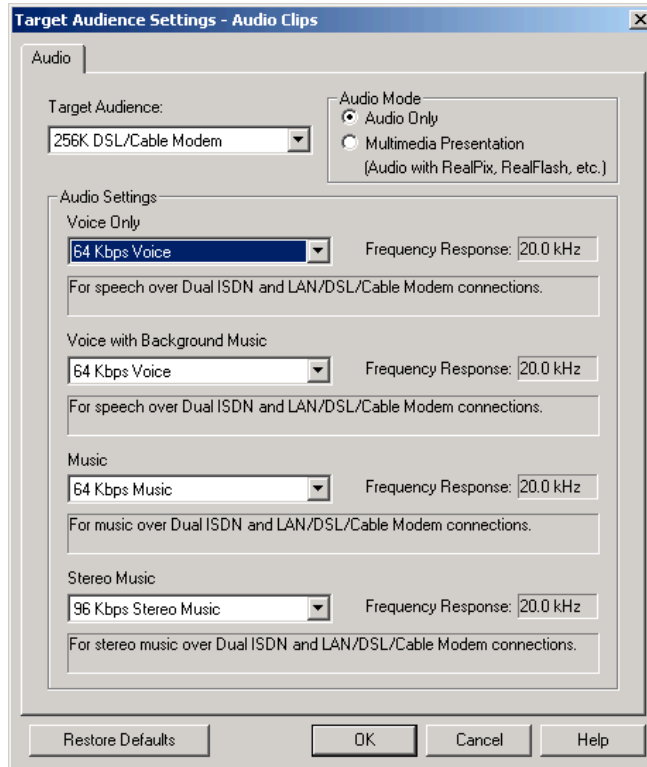 Target Audience Settings - Audio Clips
Audio
Target Audience:
256K DSL/Cable Modem
Audio Mode
Audio Only
Multimedia Presentation
(Audio with RealPix, RealFlash, etc.)
Audio Settings
Voice Only
64 Kbps Voice
Frequency Response: 20.0 kHz
For speech over Dual ISDN and LAN/DSL/Cable Modem connections.
Voice with Background Music
64 Kbps Voice
Frequency Response: 20.0 kHz
For speech over Dual ISDN and LAN/DSL/Cable Modem connections.
Music
64 Kbps Music
Frequency Response: 20.0 kHz
For music over Dual ISDN and LAN/DSL/Cable Modem connections.
Stereo Music
96 Kbps Stereo Music
Frequency Response: 20.0 kHz
For stereo music over Dual ISDN and LAN/DSL/Cable Modem connections.
Restore Defaults
OK
Cancel
Help